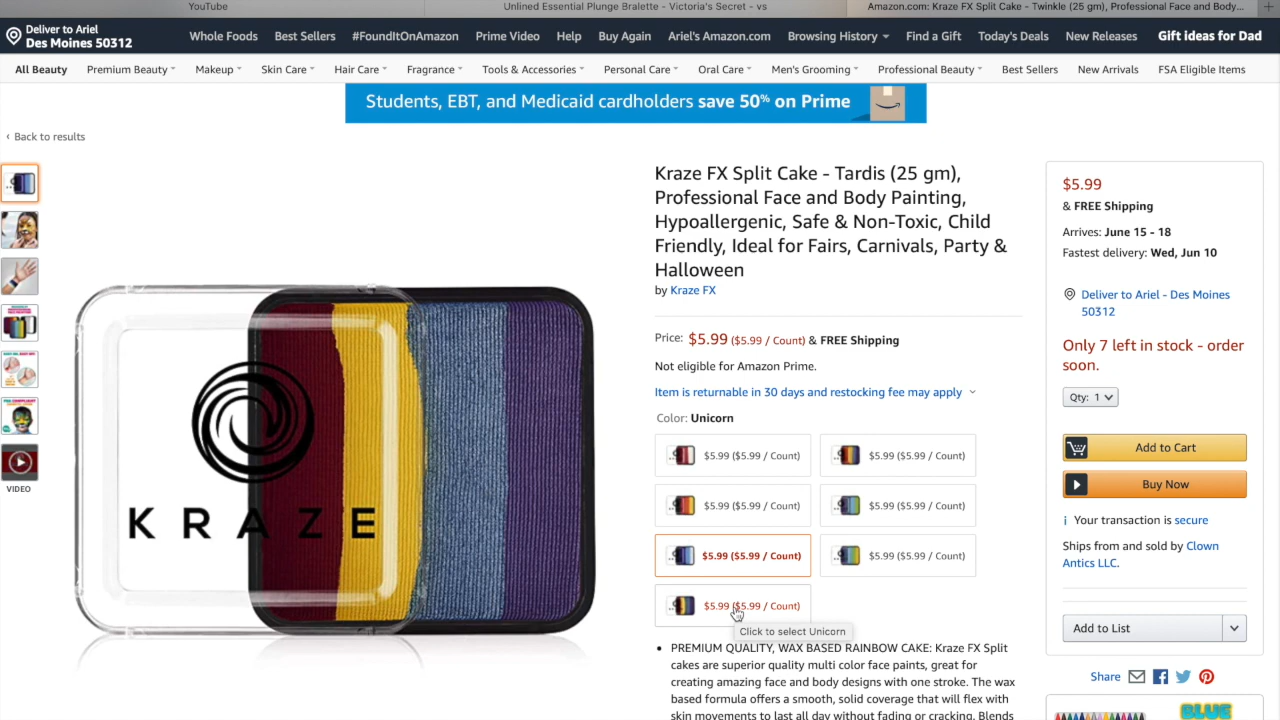 YouTube
Unlined Essential Plunge Bralette - Victoria's Secret - vs
Amazon.com: Kraze FX Split Cake - Twinkle (25 gm), Professional Face and Body...
Deliver to Ariel
Des Moines 50312
Whole Foods
Best Sellers
#FoundItOnAmazon
Prime Video
Help
Buy Again
Ariel's Amazon.com
Browsing History
Find a Gift
Today's Deals
New Releases
Gift ideas for Dad
All Beauty
Premium Beauty
Makeup
Skin Care
Hair Care
Fragrance
Tools & Accessories
Personal Care
Oral Care
Men's Grooming
Professional Beauty
Best Sellers
New Arrivals
FSA Eligible Items
Students, EBT, and Medicaid cardholders save 50% on Prime
‹ Back to results
VIDEO
KRAZE
Kraze FX Split Cake - Tardis (25 gm),
Professional Face and Body Painting,
Hypoallergenic, Safe & Non-Toxic, Child
Friendly, Ideal for Fairs, Carnivals, Party &
Halloween
by Kraze FX
Price: $5.99 ($5.99 / Count) & FREE Shipping
Not eligible for Amazon Prime.
Item is returnable in 30 days and restocking fee may apply
Color: Unicorn
$5.99 ($5.99 / Count)
$5.99 ($5.99 / Count)
$5.99 ($5.99 / Count)
$5.99 ($5.99 / Count)
$5.99 ($5.99 / Count)
$5.99 ($5.99 / Count)
$5.99 ($5.99 / Count)
Click to select Unicorn
• PREMIUM QUALITY, WAX BASED RAINBOW CAKE: Kraze FX Split
cakes are superior quality multi color face paints, great for
creating amazing face and body designs with one stroke. The wax
based formula offers a smooth, solid coverage that will flex with
skin movements to last all day without fading or cracking. Blends
$5.99
& FREE Shipping
Arrives: June 15 - 18
Fastest delivery: Wed, Jun 10
Deliver to Ariel - Des Moines
50312
Only 7 left in stock - order
soon.
Qty: 1
Add to Cart
Buy Now
Your transaction is secure
Ships from and sold by Clown
Antics LLC.
Add to List
Share
BLUE